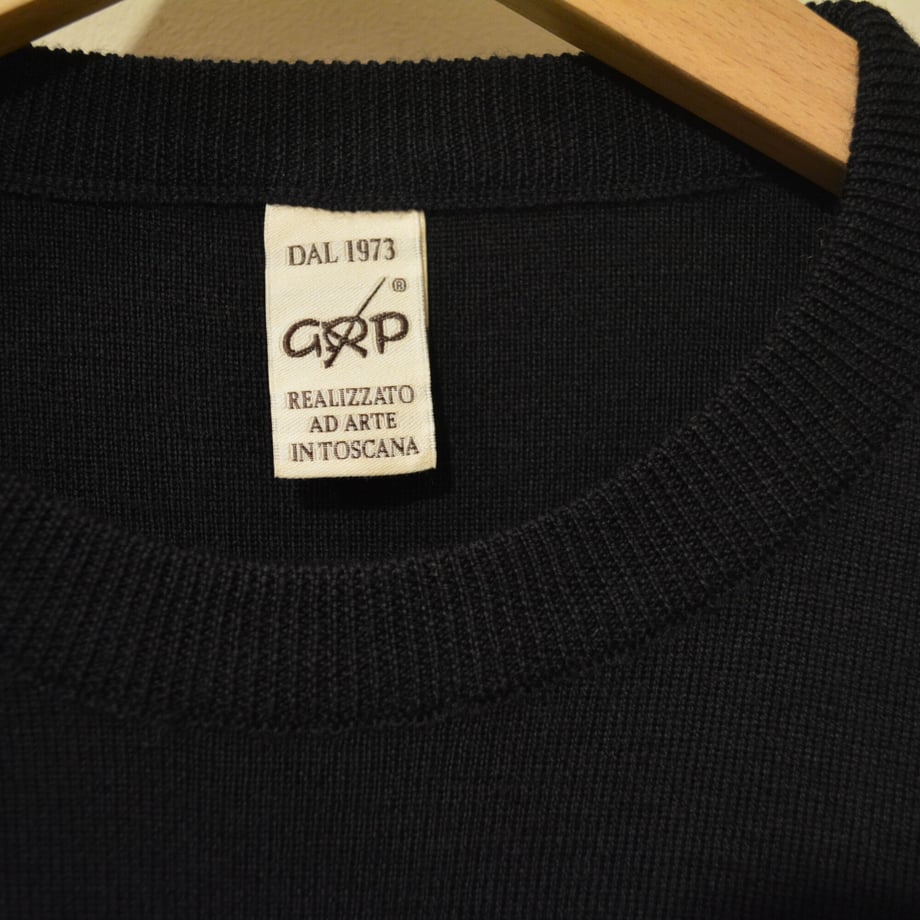 DAL 1973
GRP®
REALIZZATO
AD ARTE
IN TOSCANA